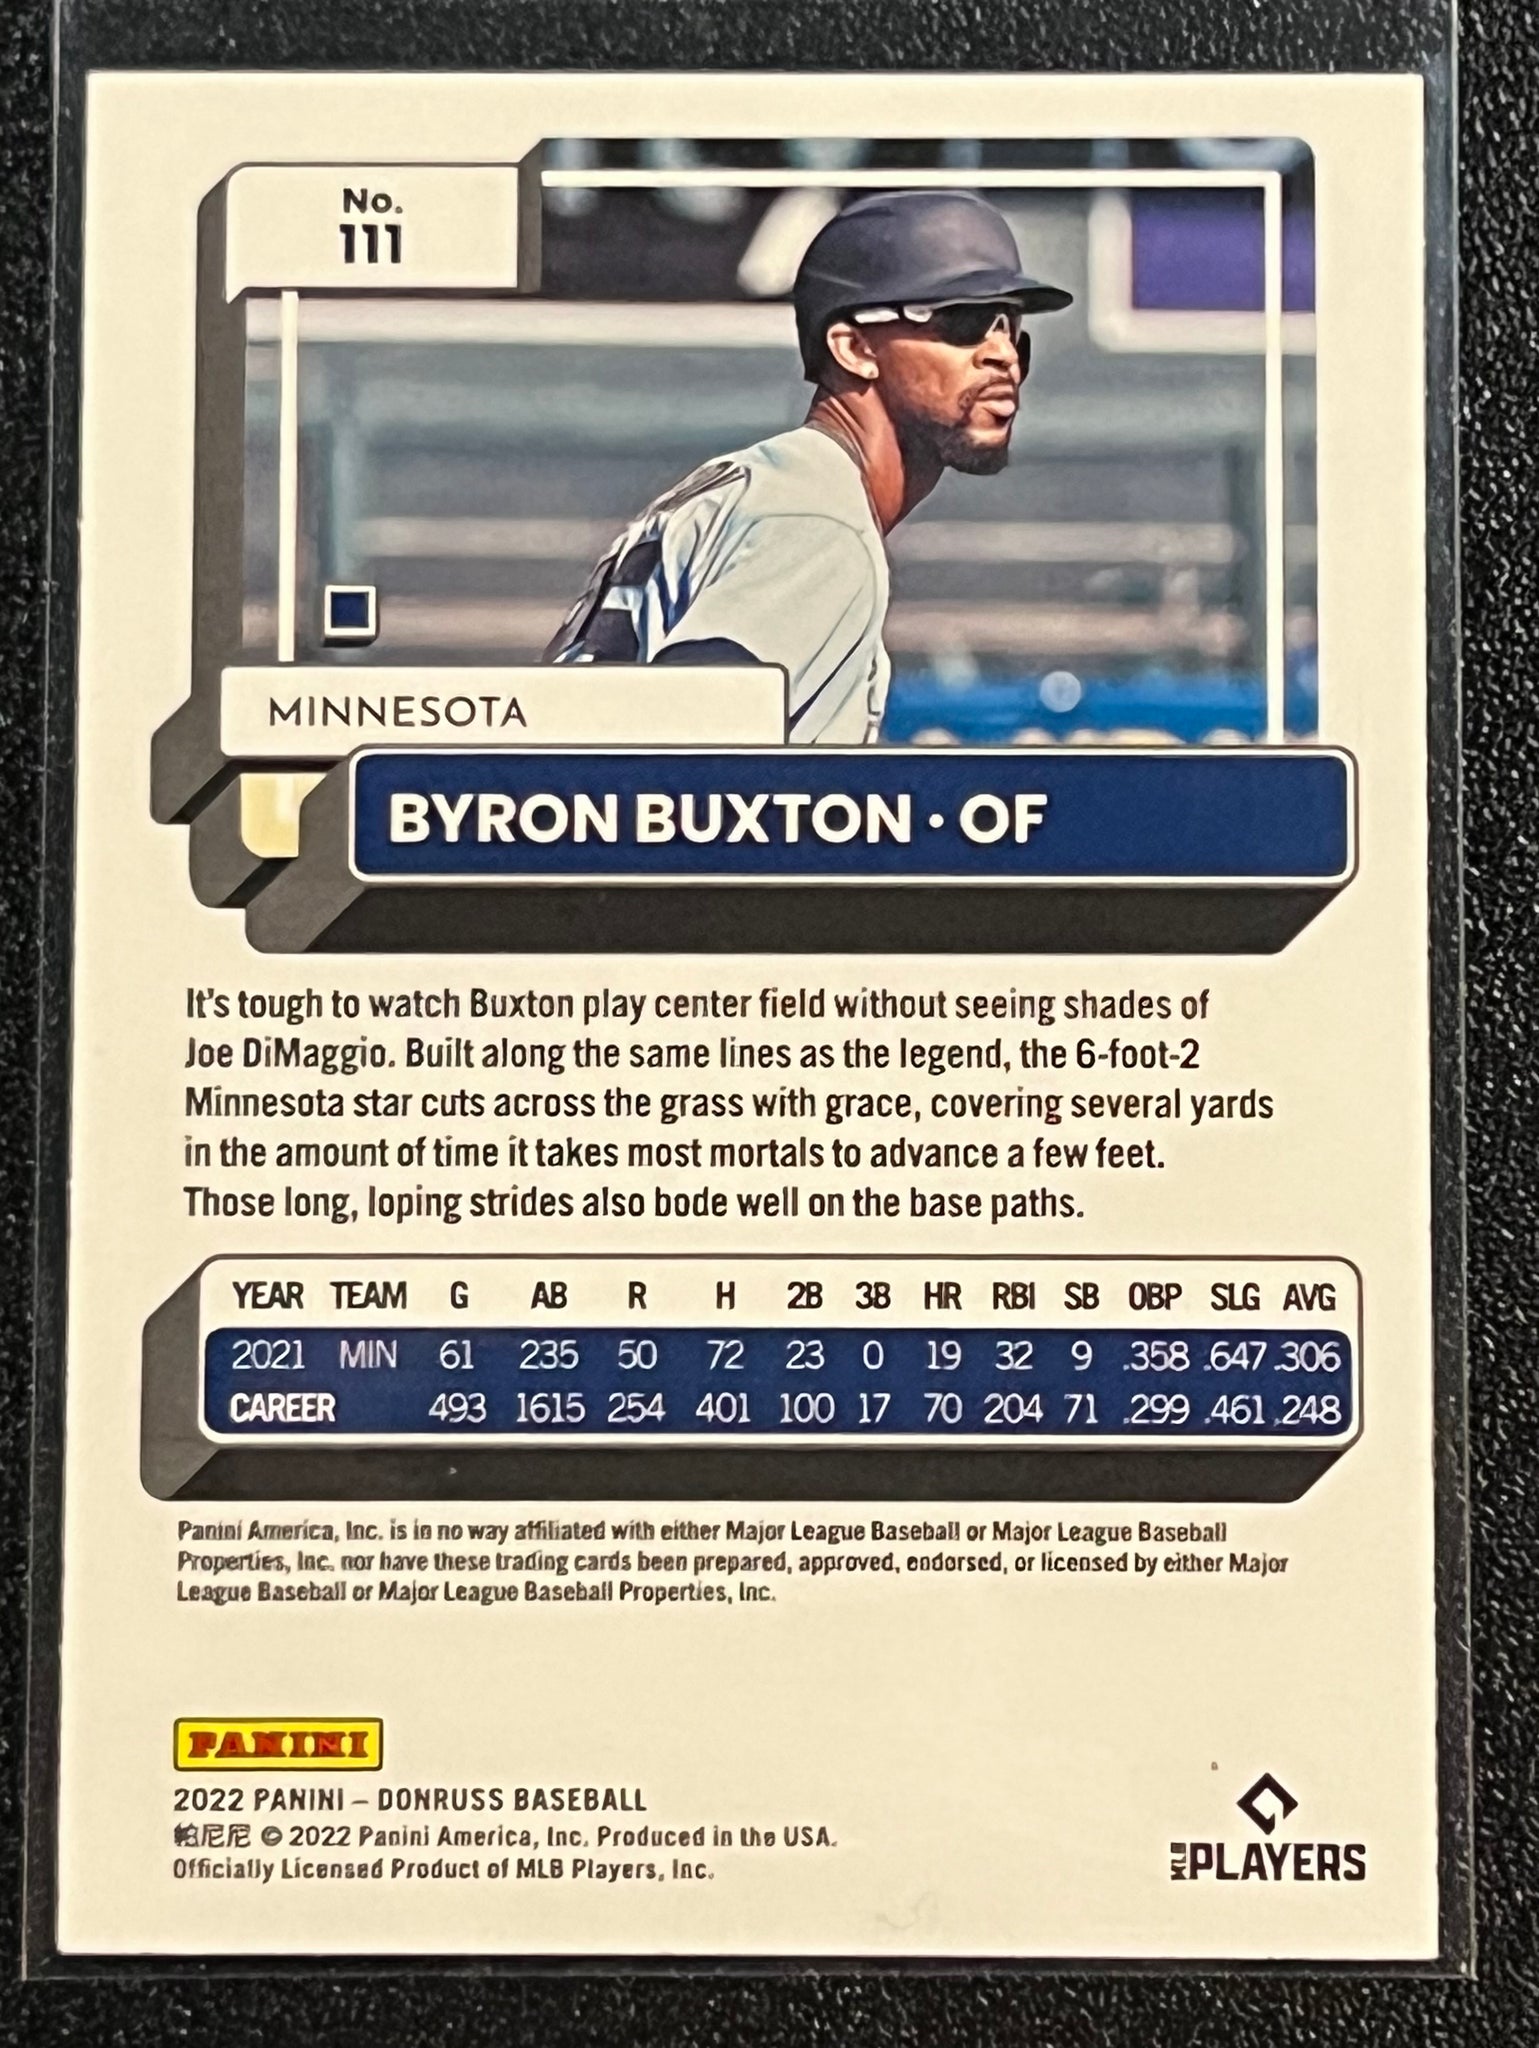 No.
111
MINNESOTA
BYRON BUXTON • OF
It's tough to watch Buxton play center field without seeing shades of
Joe DiMaggio. Built along the same lines as the legend, the 6-foot-2
Minnesota star cuts across the grass with grace, covering several yards
in the amount of time it takes most mortals to advance a few feet.
Those long, loping strides also bode well on the base paths.
YEAR TEAM G AB R H 2B 3B HR RBI SB OBP SLG AVG
2021 MIN 61 235 50 72 23 0 19 32 9 .358 .647 .306
CAREER 493 1615 254 401 100 17 70 204 71 .299 .461 .248
Panini America, Inc. is in no way affiliated with either Major League Baseball or Major League Baseball
Properties, Inc. nor have these trading cards been prepared, approved, endorsed, or licensed by either Major
League Baseball or Major League Baseball Properties, Inc.
PANINI
2022 PANINI – DONRUSS BASEBALL
帕尼尼 © 2022 Panini America, Inc. Produced in the USA.
Officially Licensed Product of MLB Players, Inc.
MLB PLAYERS